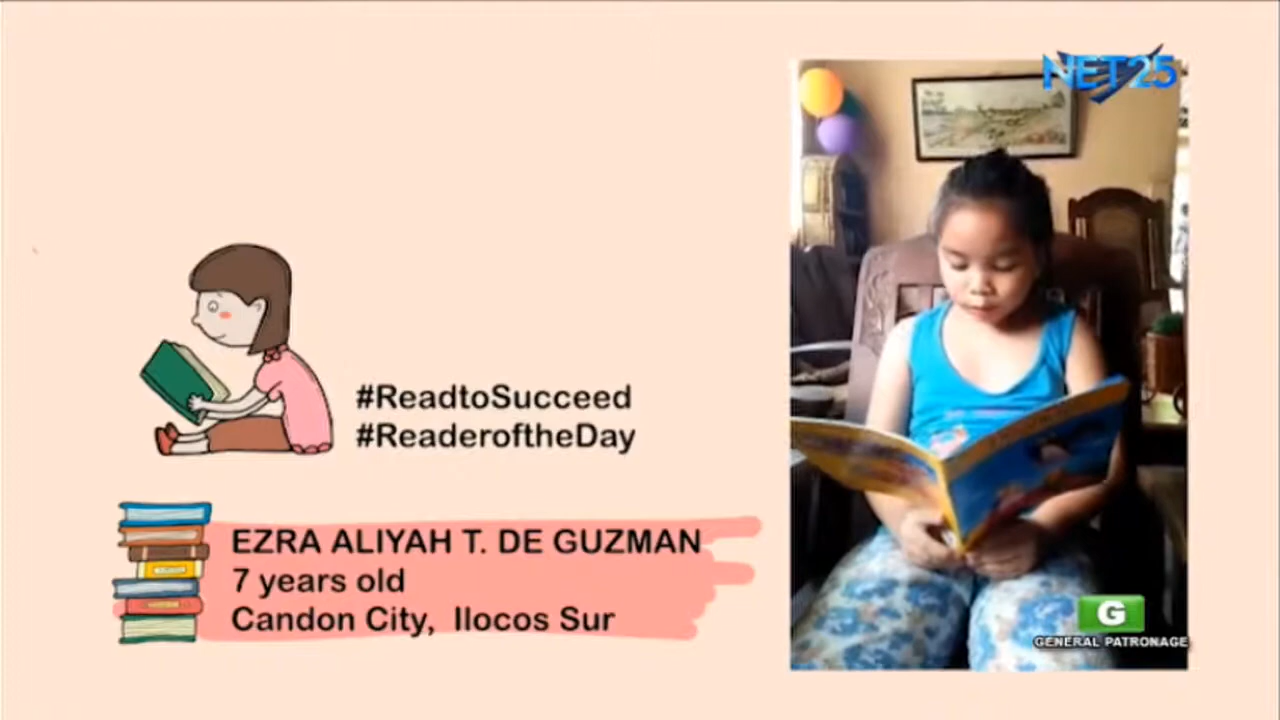 NET25
#ReadtoSucceed
#ReaderoftheDay
EZRA ALIYAH T. DE GUZMAN
7 years old
Candon City, Ilocos Sur
G
GENERAL PATRONAGE